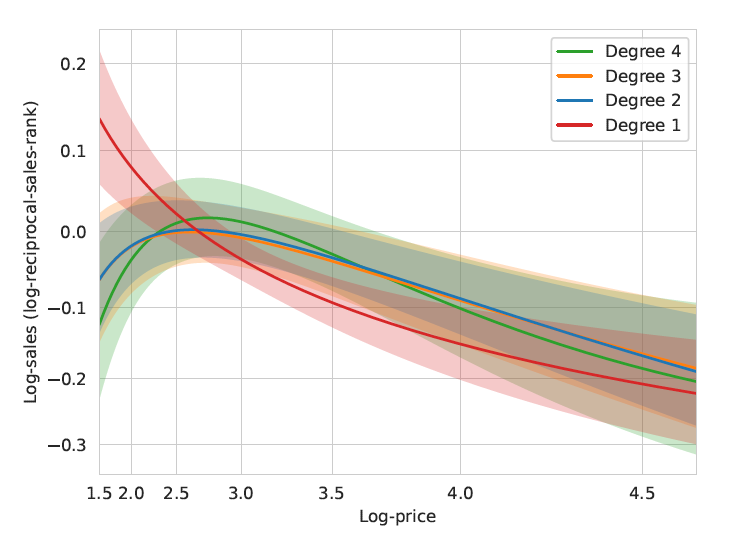 0.2
0.1
0.0
−0.1
−0.2
−0.3
Log-sales (log-reciprocal-sales-rank)
Degree 4
Degree 3
Degree 2
Degree 1
1.5 2.0 2.5 3.0 3.5 4.0 4.5
Log-price